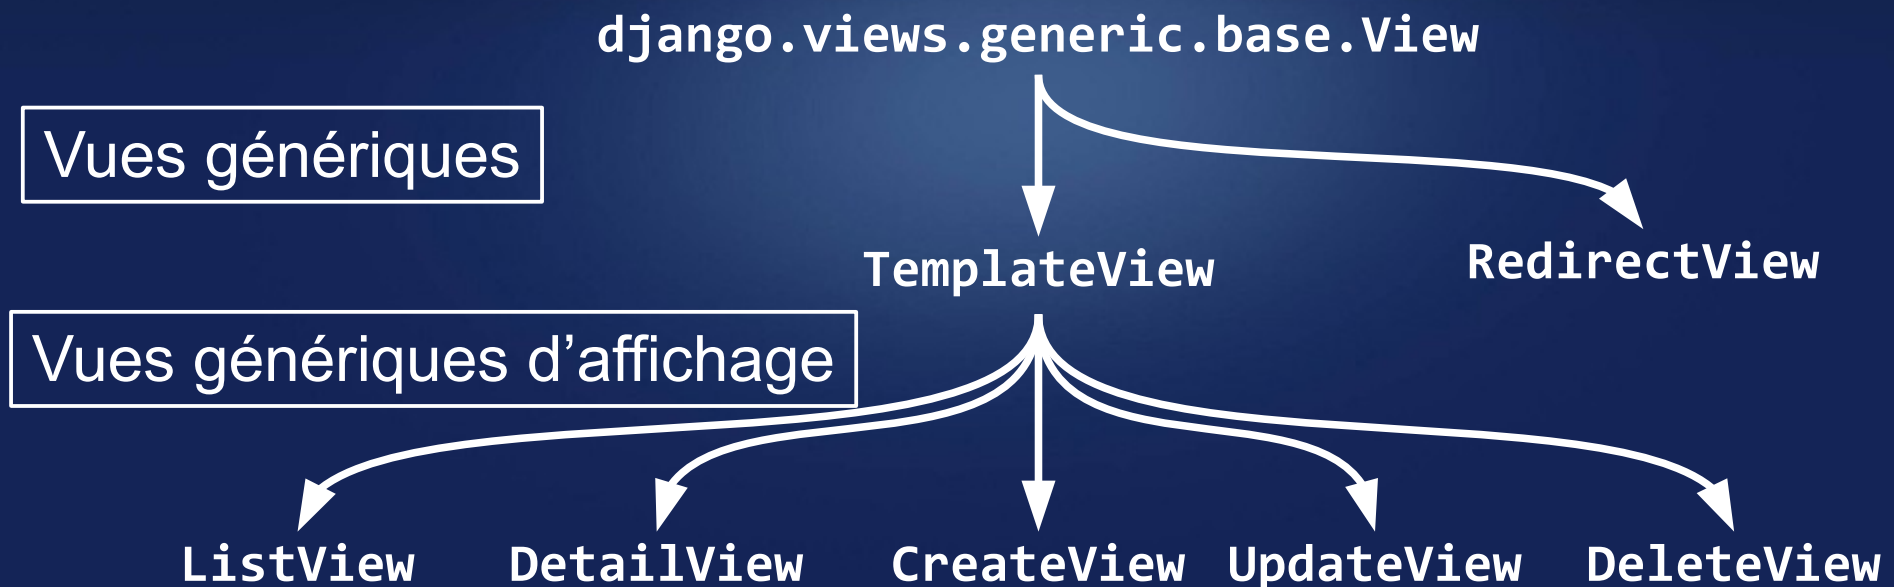 django.views.generic.base.View
Vues génériques
TemplateView
RedirectView
Vues génériques d’affichage
ListView
DetailView
CreateView
UpdateView
DeleteView